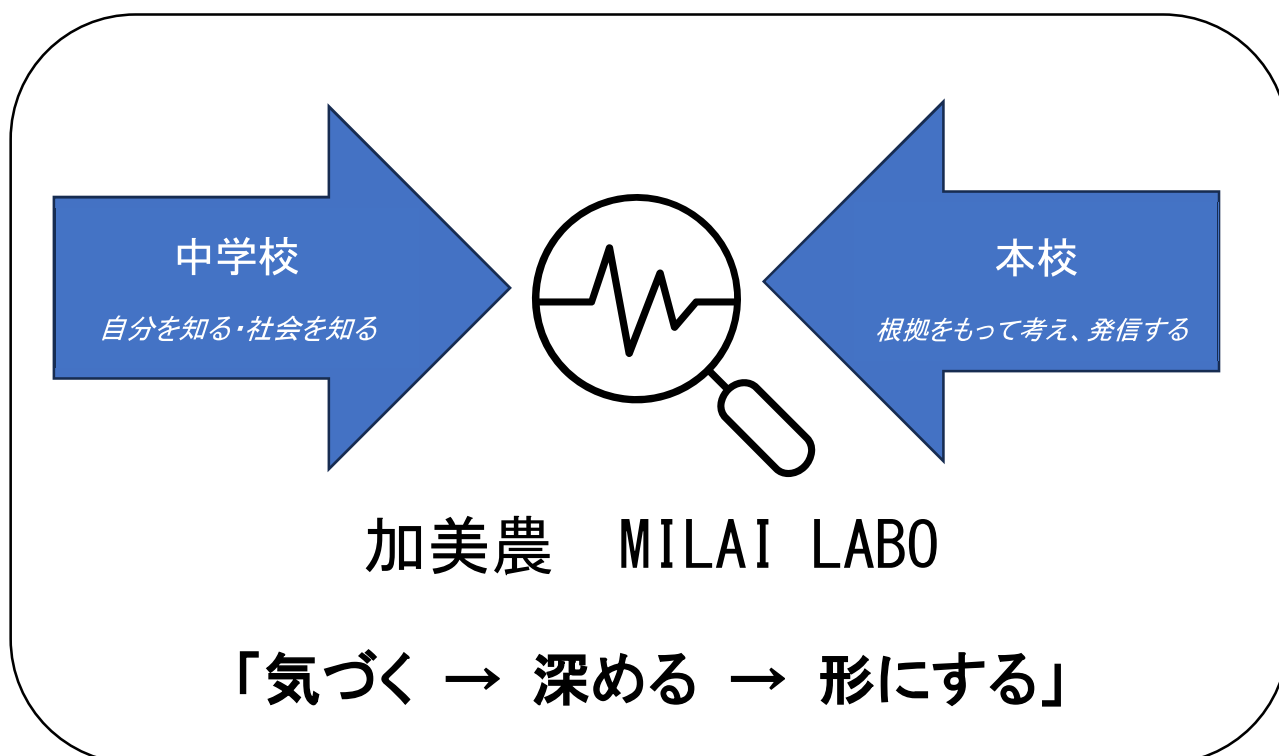 中学校
自分を知る・社会を知る
本校
根拠をもって考え、発信する
加美農　MILAI LABO
「気づく → 深める → 形にする」